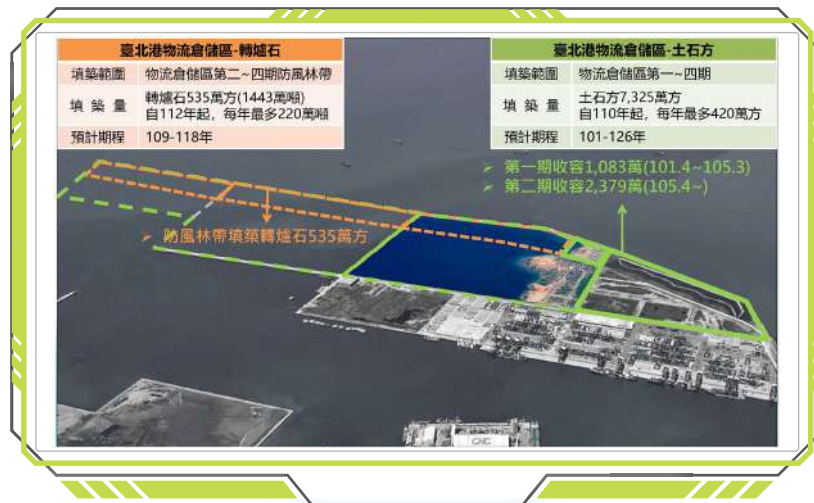 臺北港物流倉儲區-轉爐石
填築範圍 物流倉儲區第二~四期防風林帶
填築量 轉爐石535萬方(1443萬噸)
自112年起，每年最多220萬噸
預計期程 109-118年
臺北港物流倉儲區-土石方
填築範圍 物流倉儲區第一~四期
填築量 土石方7,325萬方
自110年起，每年最多420萬方
預計期程 101-126年
➢ 第一期收容1,083萬(101.4~105.3)
➢ 第二期收容2,379萬(105.4~)
➢ 防風林帶填築轉爐石535萬方
CHC